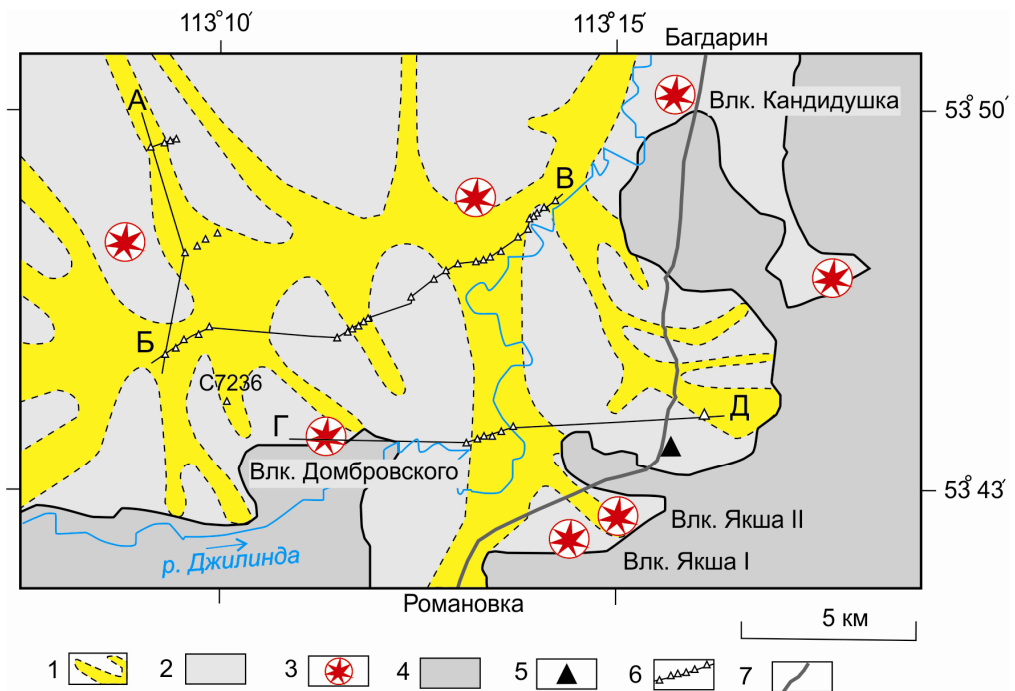 113°10′
113°15′
Багдарин
А
Влк. Кандидушка
53°50′
В
Б
С7236
Г
Д
Влк. Домбровского
53°43′
Влк. Якша II
р. Джилинда
Влк. Якша I
Романовка
5 км
1
2
3
4
5
6
7